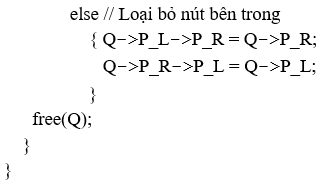 else // Loại bỏ nút bên trong
{ Q−>P_L−>P_R = Q−>P_R;
Q−>P_R−>P_L = Q−>P_L;
}
free(Q);
}
}